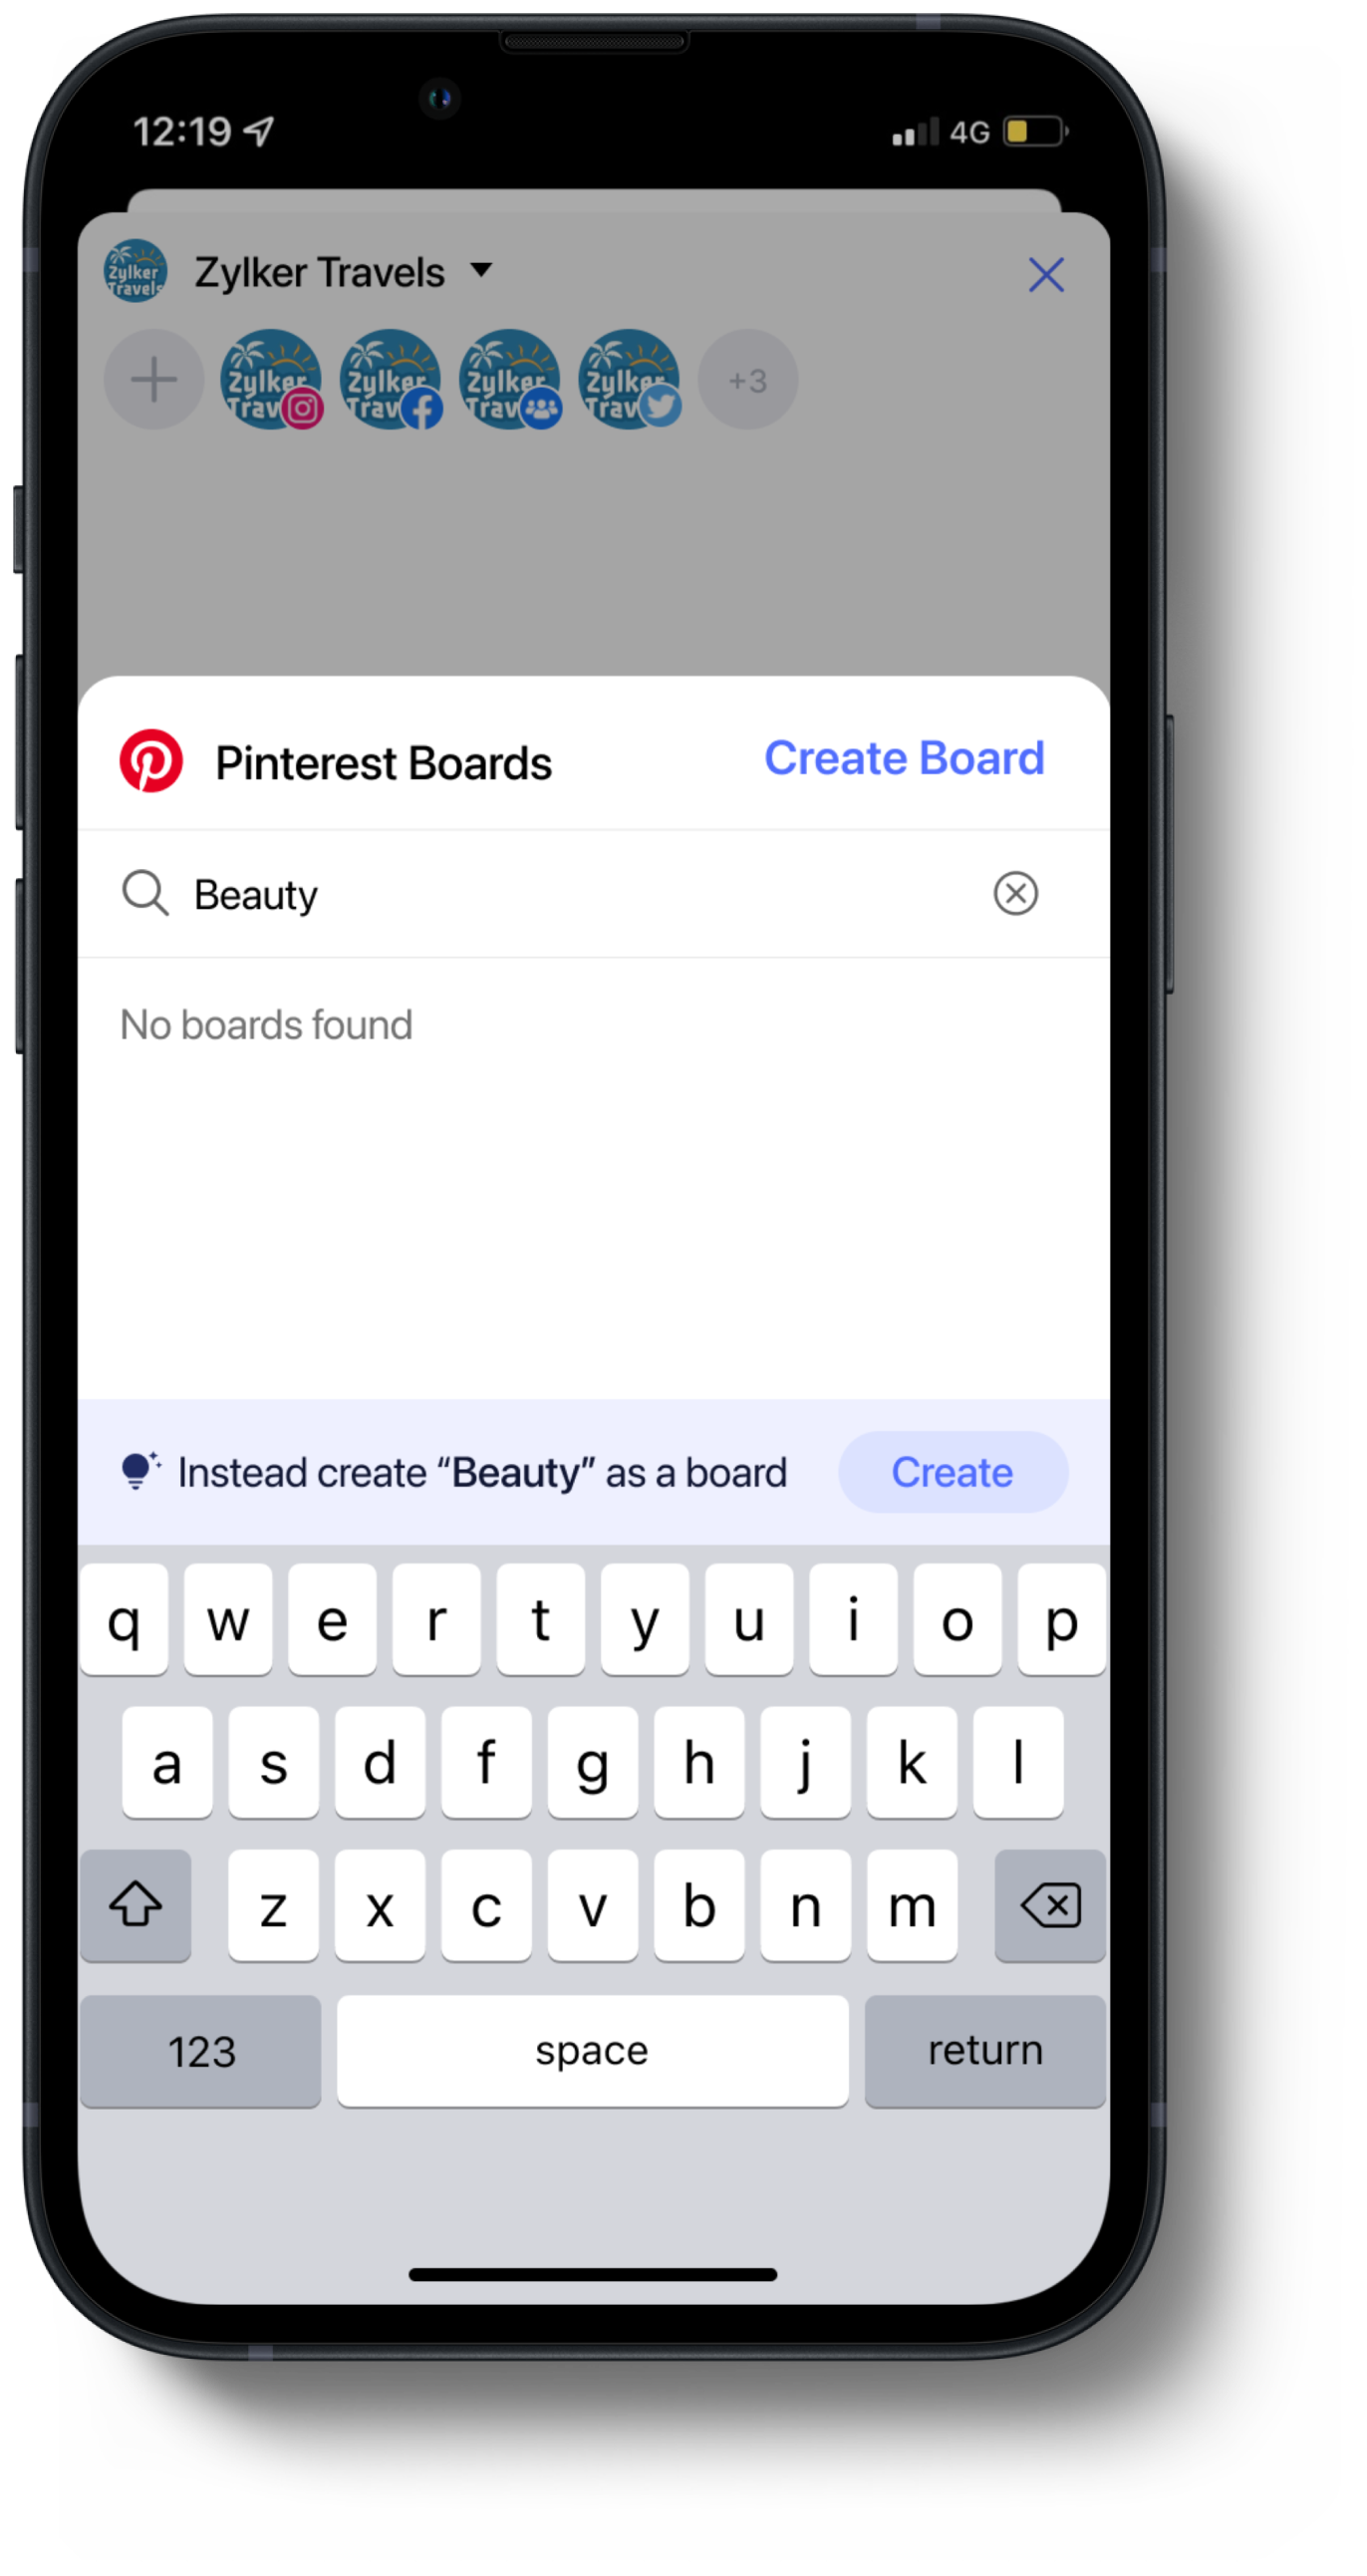 12:19 4G
Zylker Travels
Zylker
Travels
Zylker
Trav
Zylker
Trav
Zylker
Trav
Zylker
Trav
+3
Pinterest Boards Create Board
Beauty
No boards found
Instead create “Beauty” as a board Create
q w e r t y u i o p
a s d f g h j k l
z x c v b n m
123 space return